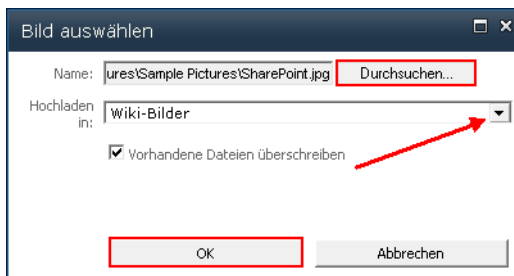 Bild auswählen
Name: ures\Sample Pictures\SharePoint.jpg Durchsuchen...
Hochladen in: Wiki-Bilder
Vorhandene Dateien überschreiben
OK Abbrechen